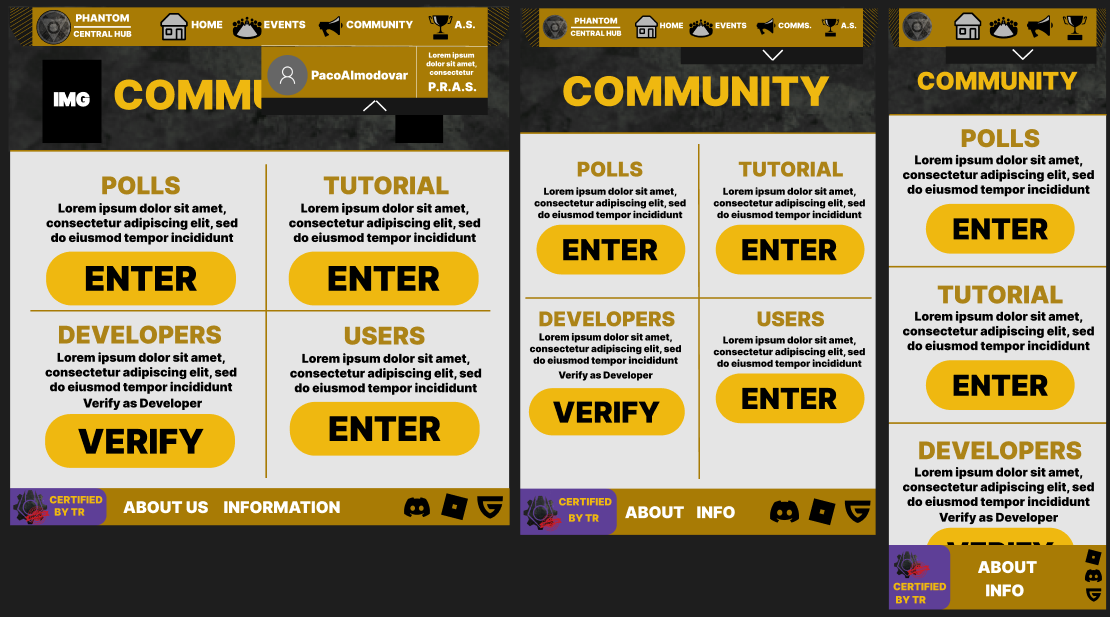 PHANTOM
CENTRAL HUB
HOME
EVENTS
COMMUNITY
A.S.
PacoAlmodovar
Lorem ipsum
dolor sit amet,
consectetur
P.R.A.S.
IMG
COMMU
POLLS
Lorem ipsum dolor sit amet,
consectetur adipiscing elit, sed
do eiusmod tempor incididunt
ENTER
TUTORIAL
Lorem ipsum dolor sit amet,
consectetur adipiscing elit, sed
do eiusmod tempor incididunt
ENTER
DEVELOPERS
Lorem ipsum dolor sit amet,
consectetur adipiscing elit, sed
do eiusmod tempor incididunt
Verify as Developer
VERIFY
USERS
Lorem ipsum dolor sit amet,
consectetur adipiscing elit, sed
do eiusmod tempor incididunt
ENTER
CERTIFIED
BY TR
ABOUT US
INFORMATION
PHANTOM
CENTRAL HUB
HOME
EVENTS
COMMS.
A.S.
COMMUNITY
POLLS
Lorem ipsum dolor sit amet,
consectetur adipiscing elit, sed
do eiusmod tempor incididunt
ENTER
TUTORIAL
Lorem ipsum dolor sit amet,
consectetur adipiscing elit, sed
do eiusmod tempor incididunt
ENTER
DEVELOPERS
Lorem ipsum dolor sit amet,
consectetur adipiscing elit, sed
do eiusmod tempor incididunt
Verify as Developer
VERIFY
USERS
Lorem ipsum dolor sit amet,
consectetur adipiscing elit, sed
do eiusmod tempor incididunt
ENTER
CERTIFIED
BY TR
ABOUT
INFO
COMMUNITY
POLLS
Lorem ipsum dolor sit amet,
consectetur adipiscing elit, sed
do eiusmod tempor incididunt
ENTER
TUTORIAL
Lorem ipsum dolor sit amet,
consectetur adipiscing elit, sed
do eiusmod tempor incididunt
ENTER
DEVELOPERS
Lorem ipsum dolor sit amet,
consectetur adipiscing elit, sed
do eiusmod tempor incididunt
Verify as Developer
VERIFY
CERTIFIED
BY TR
ABOUT
INFO